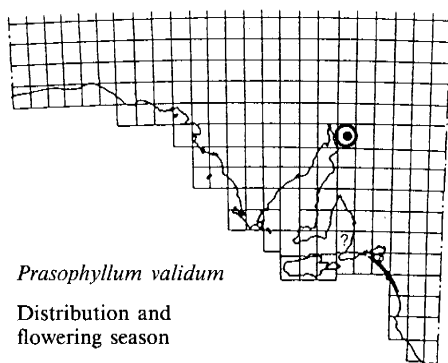 ?
Prasophyllum validum
Distribution and
flowering season